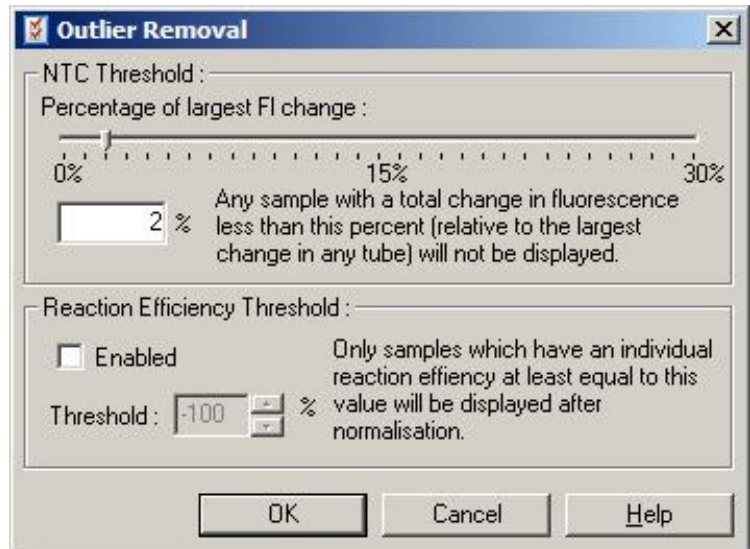 Outlier Removal
NTC Threshold :
Percentage of largest Fl change :
0% 15% 30%
2 %
Any sample with a total change in fluorescence
less than this percent (relative to the largest
change in any tube) will not be displayed.
Reaction Efficiency Threshold :
Enabled
Threshold : -100 %
Only samples which have an individual
reaction effiency at least equal to this
value will be displayed after
normalisation.
OK Cancel Help